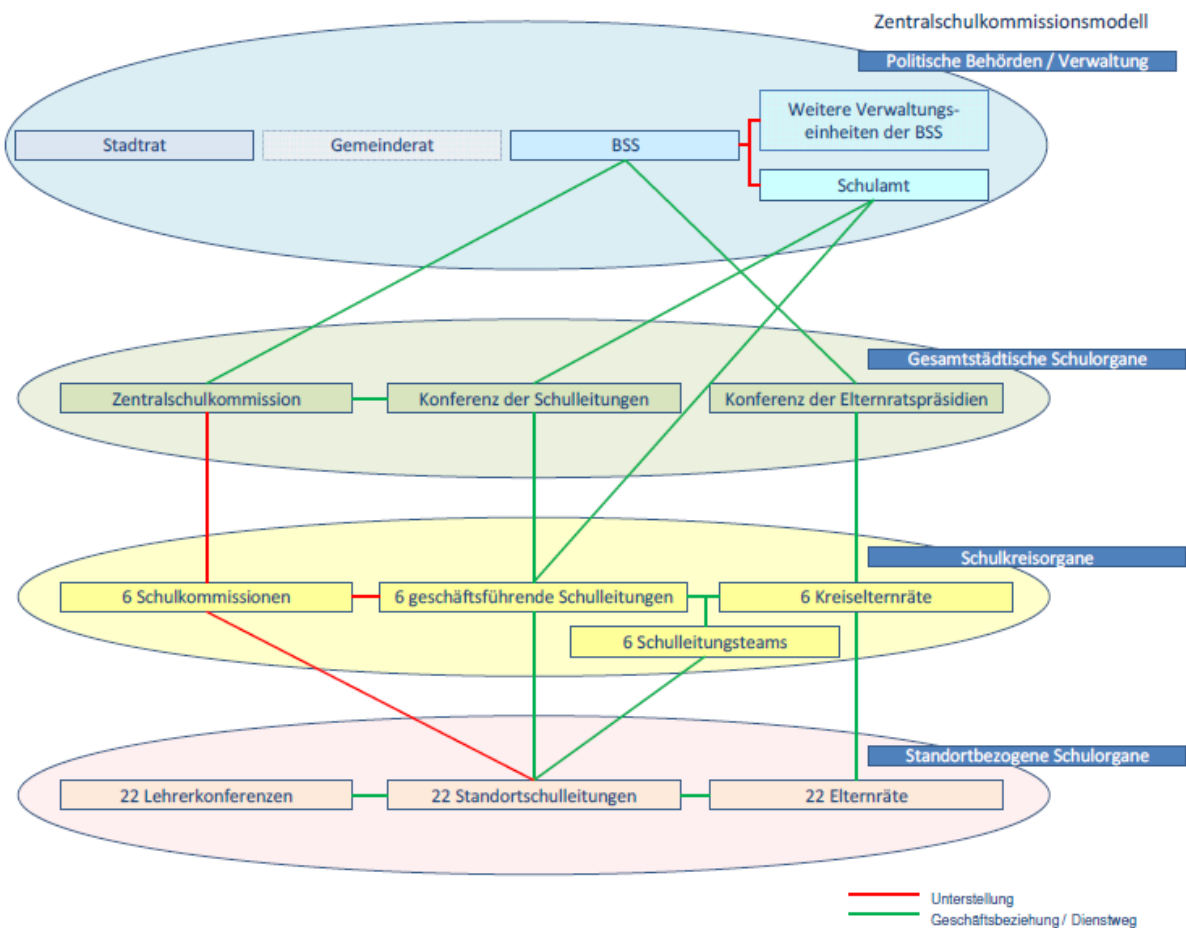 Zentralschulkommissionsmodell
Politische Behörden / Verwaltung
Weitere Verwaltungs-
einheiten der BSS
Stadtrat
Gemeinderat
BSS
Schulamt
Gesamtstädtische Schulorgane
Zentralschulkommission
Konferenz der Schulleitungen
Konferenz der Elternratspräsidien
Schulkreisorgane
6 Schulkommissionen
6 geschäftsführende Schulleitungen
6 Kreiselternräte
6 Schulleitungsteams
Standortbezogene Schulorgane
22 Lehrerkonferenzen
22 Standortschulleitungen
22 Elternräte
Unterstellung
Geschäftsbeziehung / Dienstweg